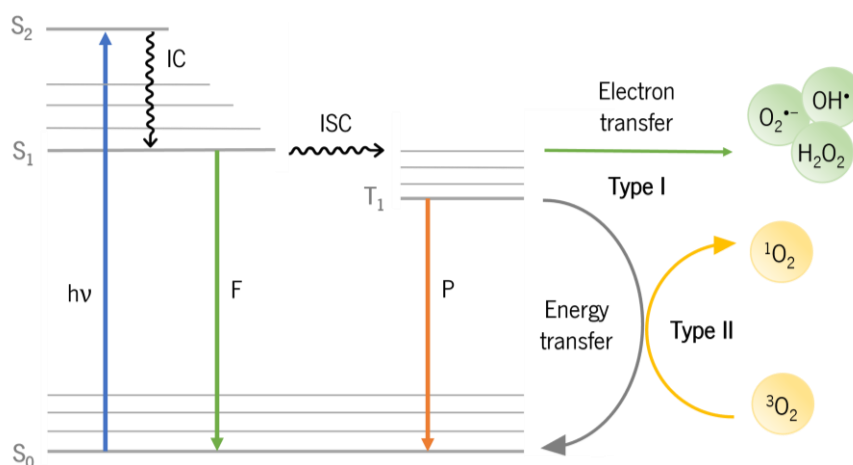 S₂
IC
S₁
ISC
T₁
hν
F
P
S₀
Electron
transfer
Type I
O₂•⁻
OH•
H₂O₂
Energy
transfer
Type II
¹O₂
³O₂